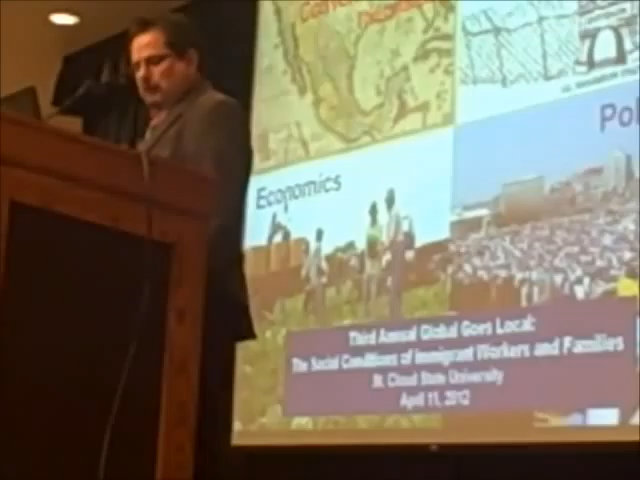 Economics
Third Annual Global Goes Local:
The Social Conditions of Immigrant Workers and Families
St. Cloud State University
April 11, 2012